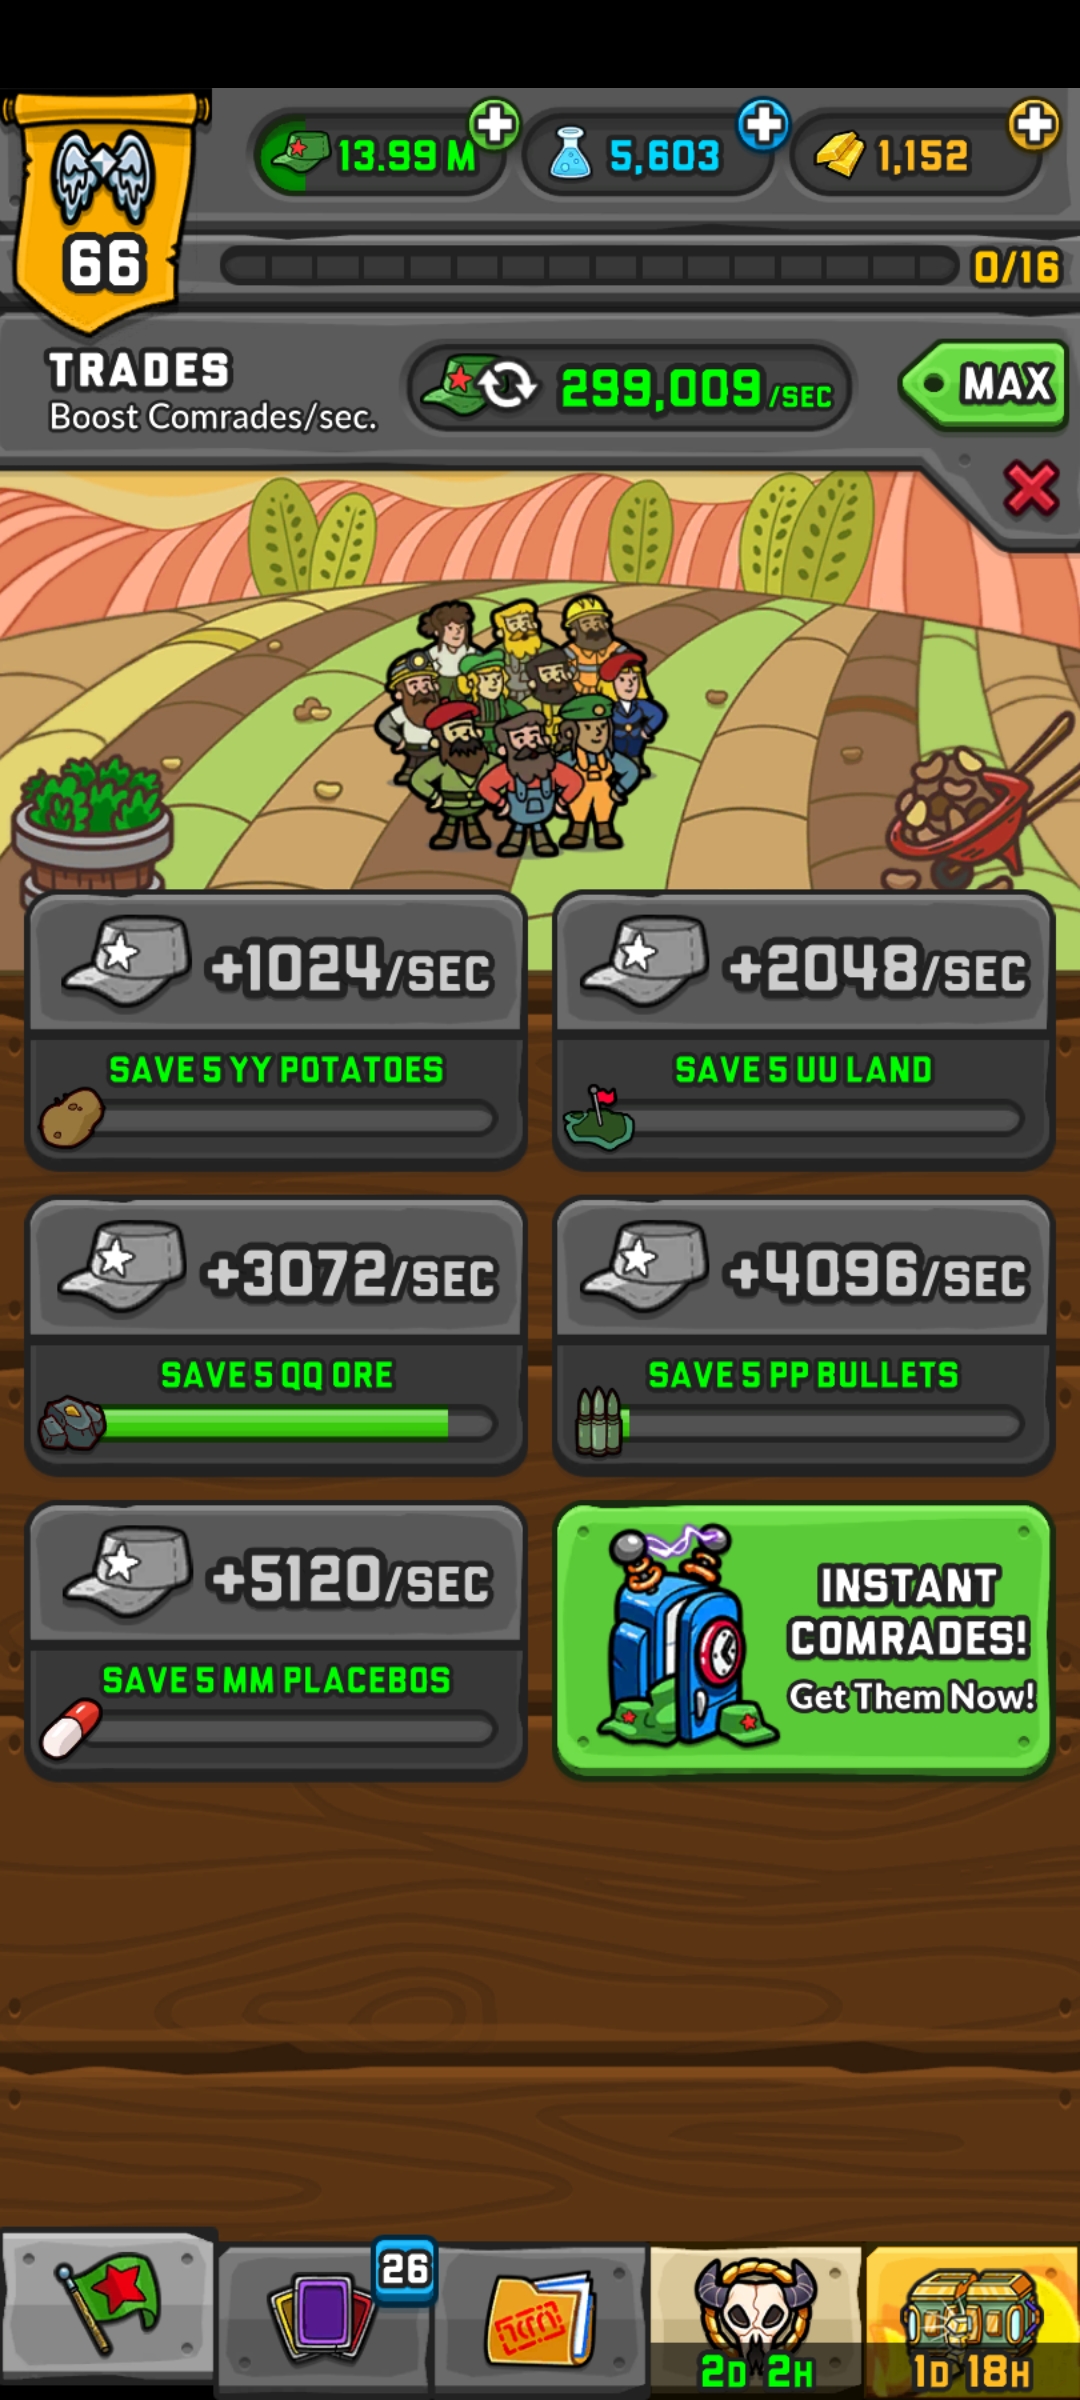 13.99 M
5,603
1,152
66
0/16
TRADES
Boost Comrades/sec.
299,009/SEC
MAX
+1024/SEC
SAVE 5 YY POTATOES
+2048/SEC
SAVE 5 UU LAND
+3072/SEC
SAVE 5 QQ ORE
+4096/SEC
SAVE 5 PP BULLETS
+5120/SEC
SAVE 5 MM PLACEBOS
INSTANT
COMRADES!
Get Them Now!
26
2D 2H
1D 18H